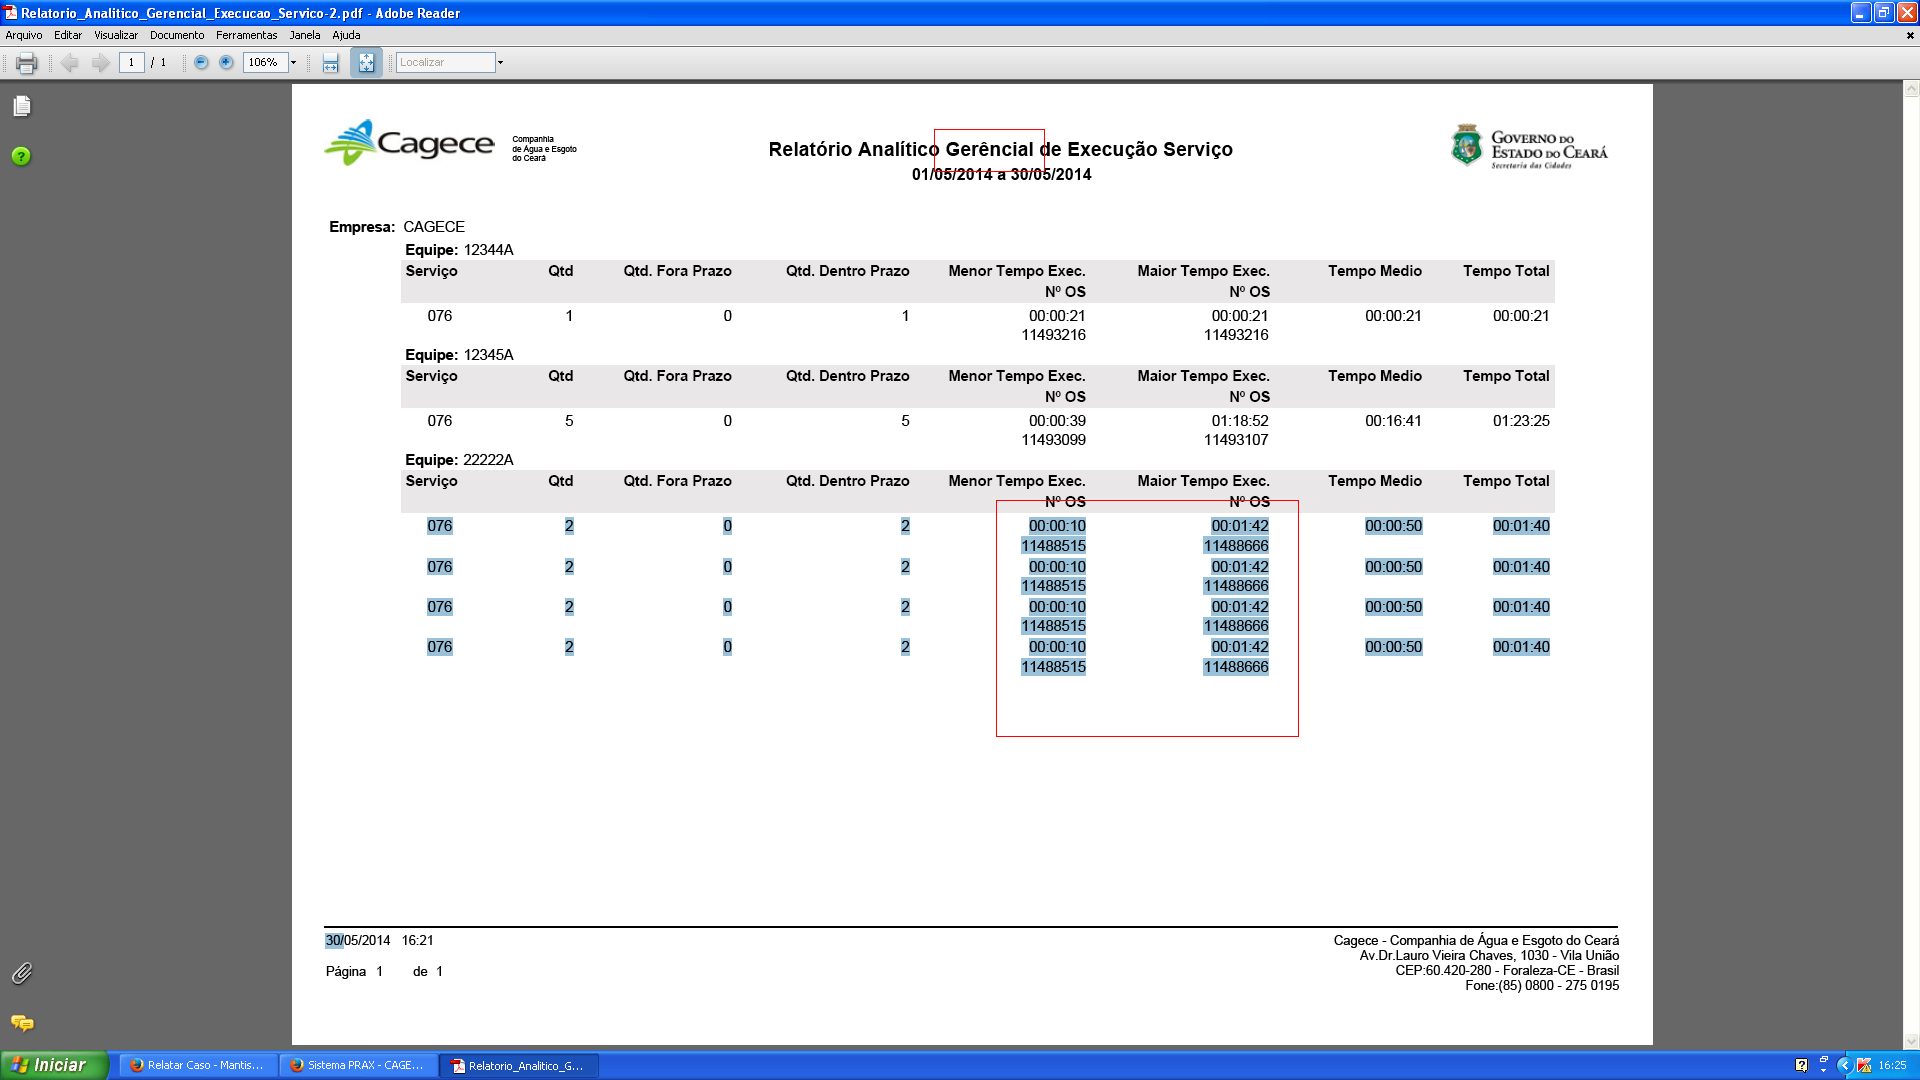 Relatorio_Analitico_Gerencial_Execucao_Servico-2.pdf - Adobe Reader
Arquivo Editar Visualizar Documento Ferramentas Janela Ajuda
1 / 1 106% Localizar
Cagece
Companhia
de Água e Esgoto
do Ceará
Relatório Analítico Gerêncial de Execução Serviço
01/05/2014 a 30/05/2014
GOVERNO DO
ESTADO DO CEARÁ
Secretaria das Cidades
Empresa: CAGECE
Equipe: 12344A
Serviço Qtd Qtd. Fora Prazo Qtd. Dentro Prazo Menor Tempo Exec. Maior Tempo Exec. Tempo Medio Tempo Total
Nº OS Nº OS
076 1 0 1 00:00:21 00:00:21 00:00:21 00:00:21
11493216 11493216
Equipe: 12345A
Serviço Qtd Qtd. Fora Prazo Qtd. Dentro Prazo Menor Tempo Exec. Maior Tempo Exec. Tempo Medio Tempo Total
Nº OS Nº OS
076 5 0 5 00:00:39 01:18:52 00:16:41 01:23:25
11493099 11493107
Equipe: 22222A
Serviço Qtd Qtd. Fora Prazo Qtd. Dentro Prazo Menor Tempo Exec. Maior Tempo Exec. Tempo Medio Tempo Total
Nº OS Nº OS
076 2 0 2 00:00:10 00:01:42 00:00:50 00:01:40
11488515 11488666
076 2 0 2 00:00:10 00:01:42 00:00:50 00:01:40
11488515 11488666
076 2 0 2 00:00:10 00:01:42 00:00:50 00:01:40
11488515 11488666
076 2 0 2 00:00:10 00:01:42 00:00:50 00:01:40
11488515 11488666
30/05/2014 16:21
Página 1 de 1
Cagece - Companhia de Água e Esgoto do Ceará
Av.Dr.Lauro Vieira Chaves, 1030 - Vila União
CEP:60.420-280 - Foraleza-CE - Brasil
Fone:(85) 0800 - 275 0195
Iniciar Relatar Caso - Mantis... Sistema PRAX - CAGE... Relatorio_Analitico_G... 16:25